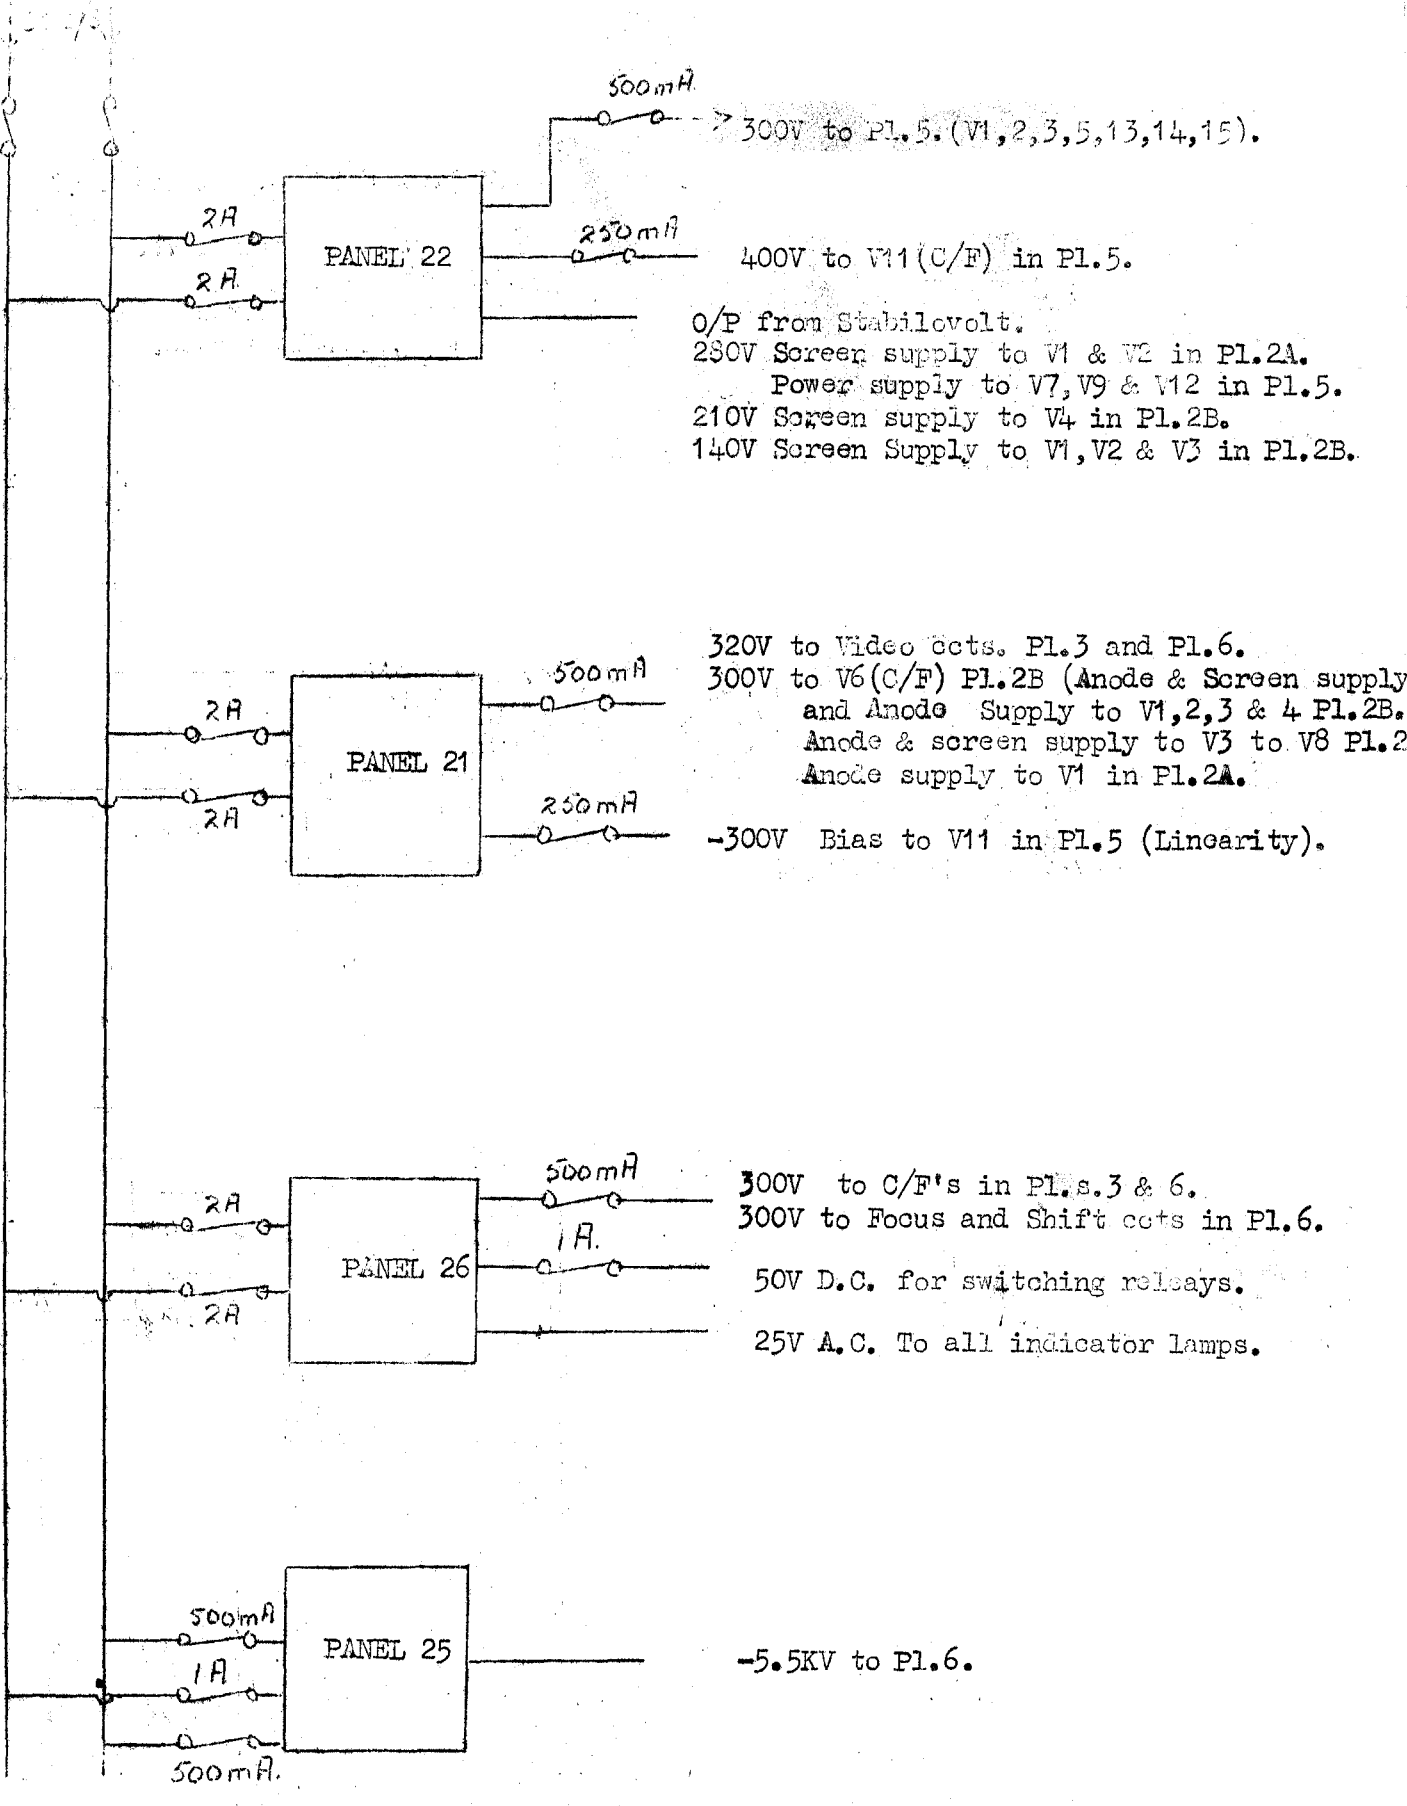 500mA.
300V to Pl.5.(V1,2,3,5,13,14,15).
2A
250mA
PANEL 22
400V to V11(C/F) in Pl.5.
2A.
O/P from Stabilovolt.
280V Screen supply to V1 & V2 in Pl.2A.
Power supply to V7,V9 & V12 in Pl.5.
210V Screen supply to V4 in Pl.2B.
140V Screen Supply to V1,V2 & V3 in Pl.2B.
320V to Video ccts. Pl.3 and Pl.6.
500mA
300V to V6(C/F) Pl.2B (Anode & Screen supply
2A
and Anode Supply to V1,2,3 & 4 Pl.2B.
Anode & screen supply to V3 to V8 Pl.2
PANEL 21
Anode supply to V1 in Pl.2A.
2A
250mA
-300V Bias to V11 in Pl.5 (Linearity).
500mA
300V to C/F's in Pl.s.3 & 6.
2A
300V to Focus and Shift ccts in Pl.6.
1A.
PANEL 26
50V D.C. for switching relsays.
2A
25V A.C. To all indicator lamps.
500mA
PANEL 25
-5.5KV to Pl.6.
1A
500mA.